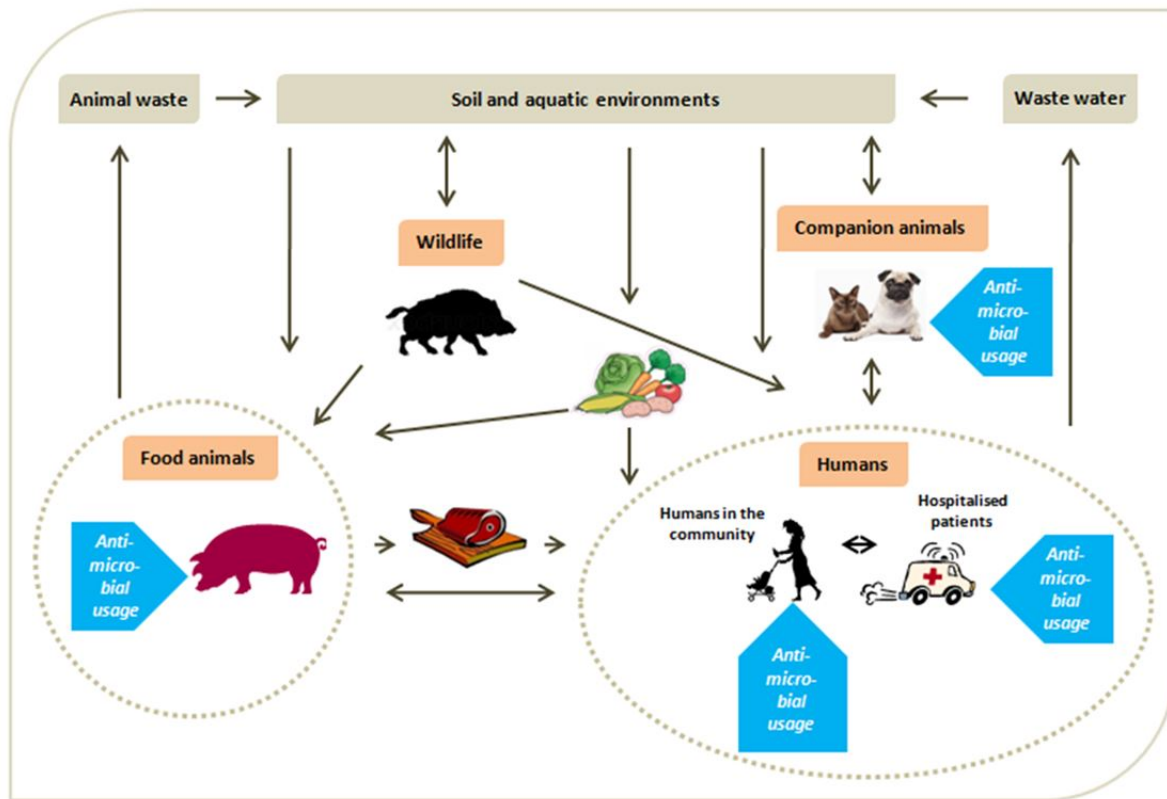 Animal waste
Soil and aquatic environments
Waste water
Wildlife
Companion animals
Anti-
micro-
bial
usage
Food animals
Humans
Humans in the
community
Hospitalised
patients
Anti-
micro-
bial
usage
Anti-
micro-
bial
usage
Anti-
micro-
bial
usage